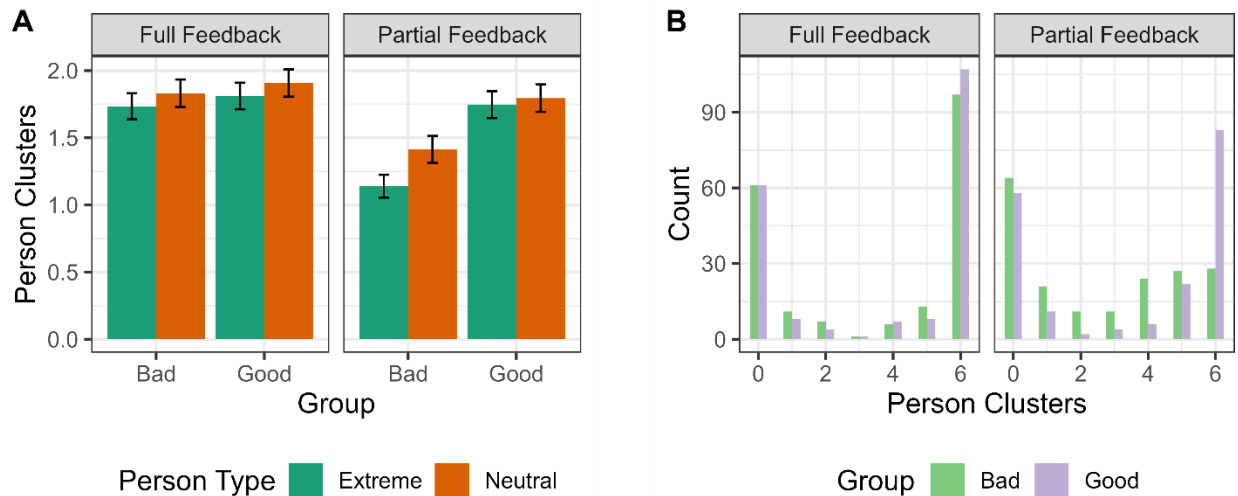 A
Full Feedback
Partial Feedback
Person Clusters
2.0
1.5
1.0
0.5
0.0
Bad Good
Bad Good
Group
Person Type Extreme Neutral
B
Full Feedback
Partial Feedback
Count
90
60
30
0
0 2 4 6
0 2 4 6
Person Clusters
Group Bad Good